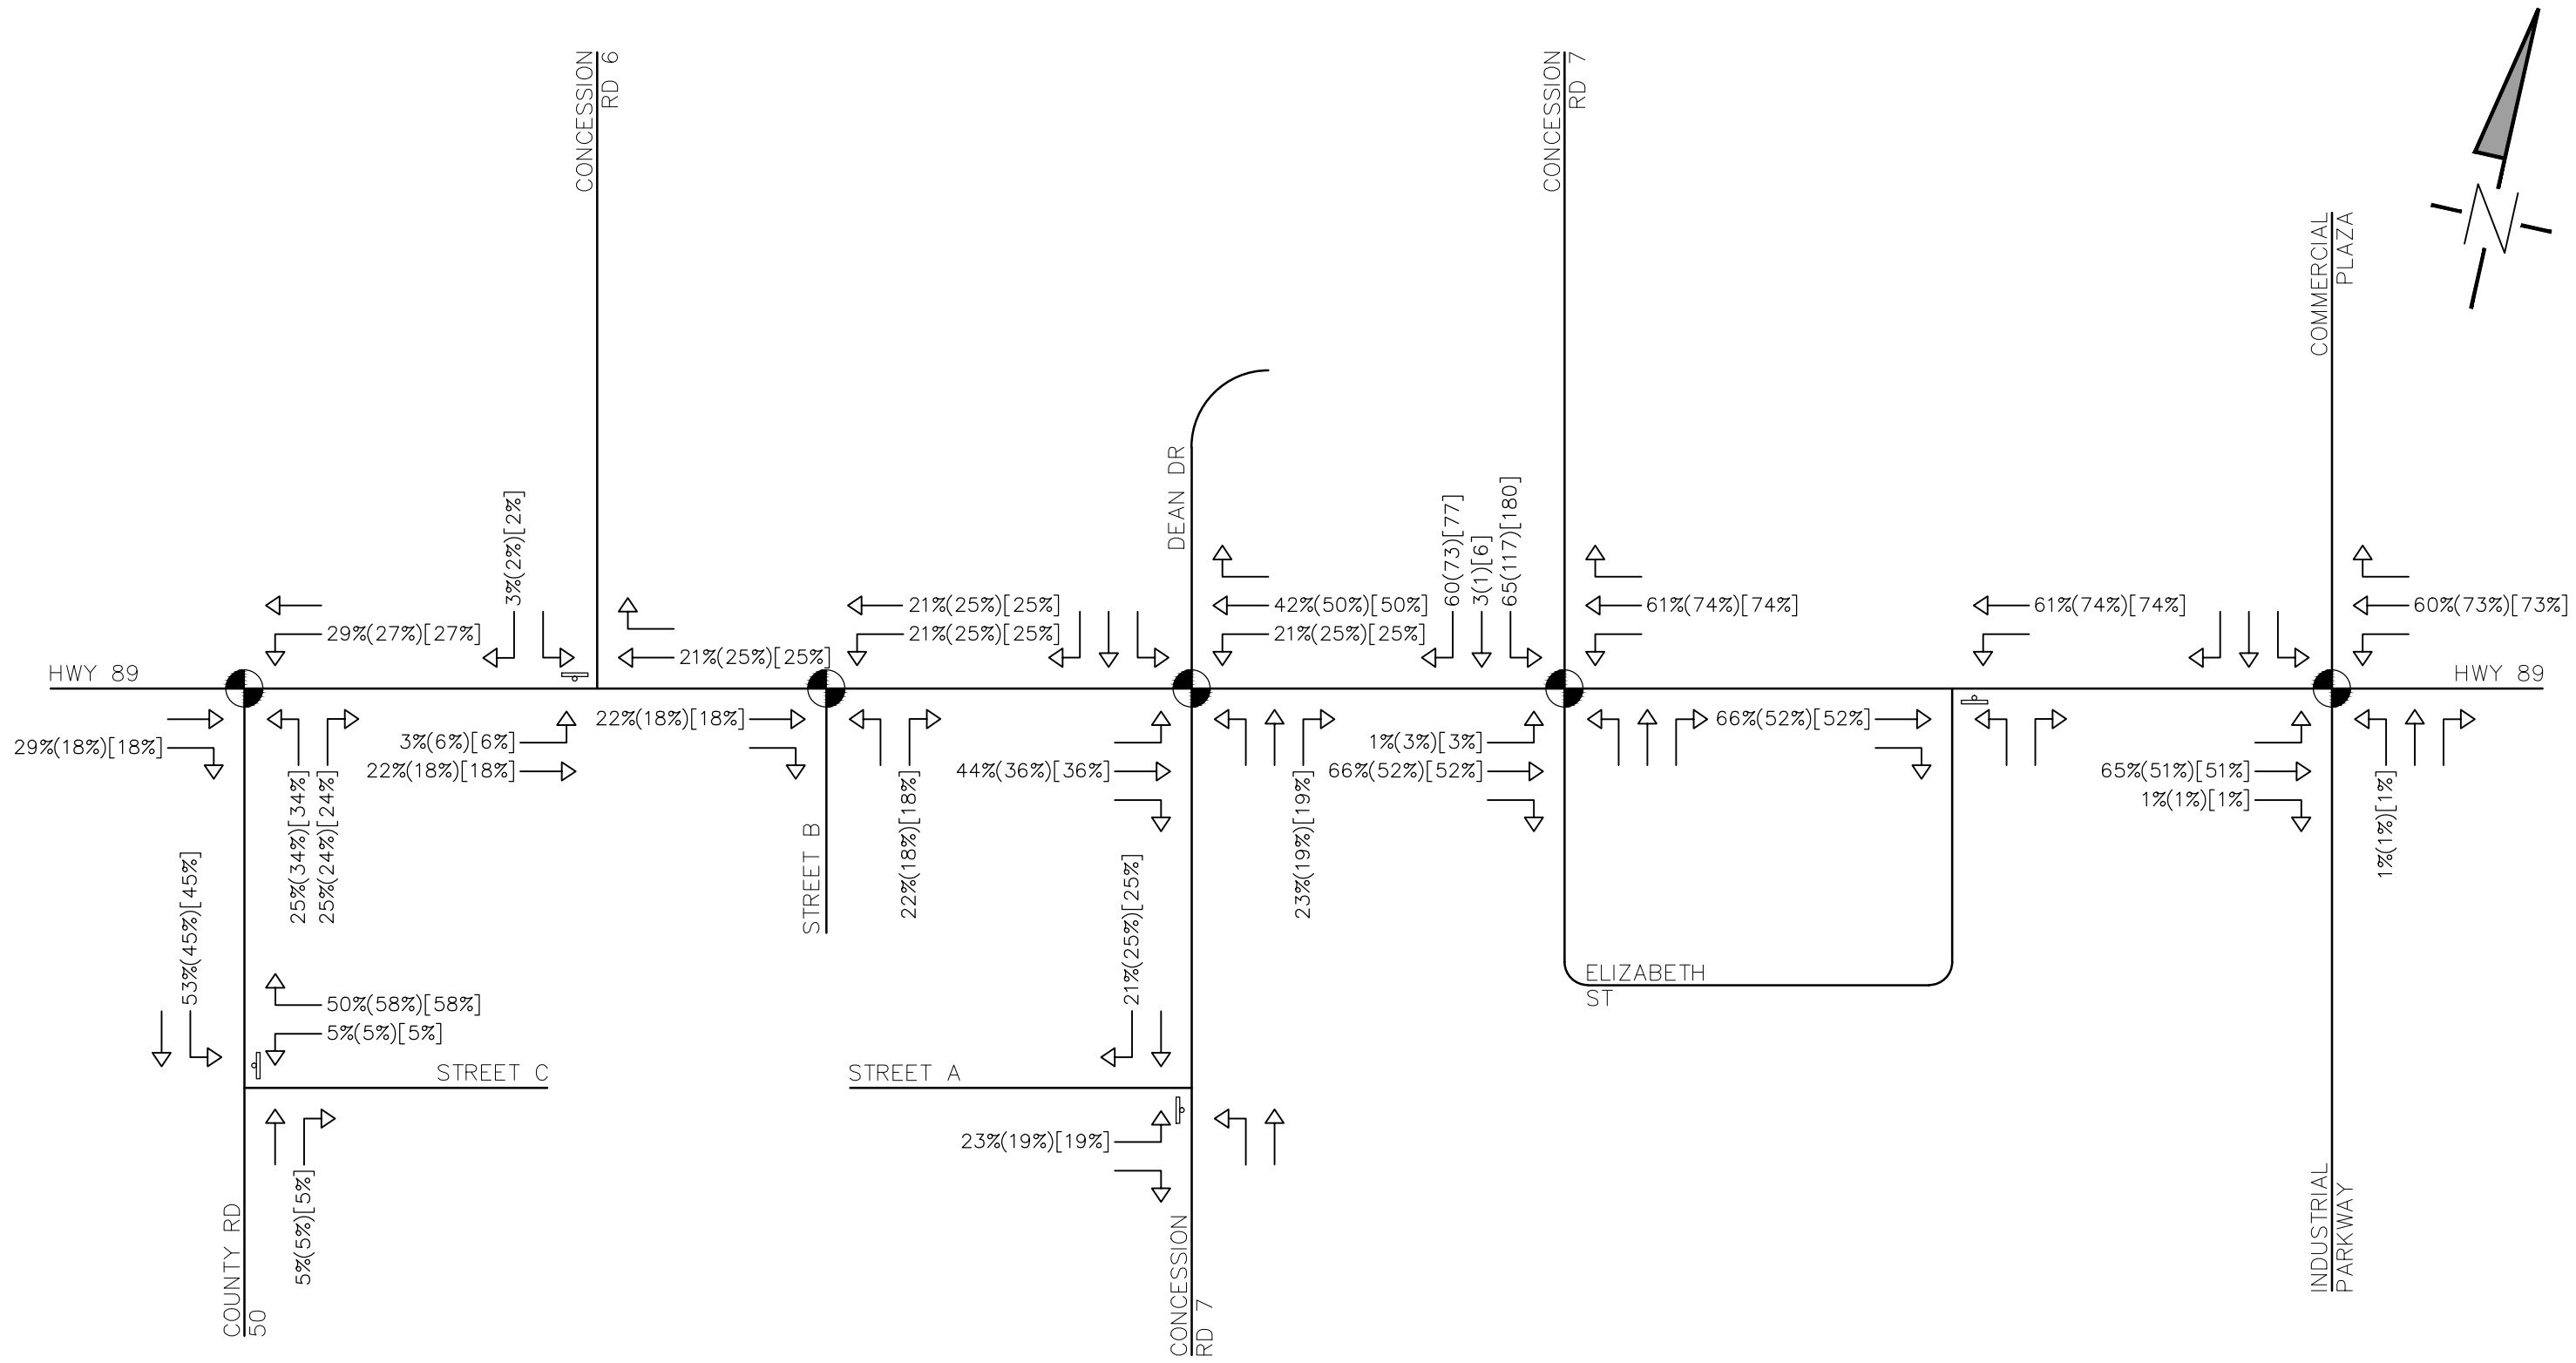 CONCESSION
RD 6
CONCESSION
RD 7
COMMERCIAL
PLAZA
N
DEAN DR
3%(2%)[2%]
60(73)[77]
3(1)[6]
65(117)[180]
29%(27%)[27%]
21%(25%)[25%]
21%(25%)[25%]
21%(25%)[25%]
42%(50%)[50%]
21%(25%)[25%]
61%(74%)[74%]
61%(74%)[74%]
60%(73%)[73%]
HWY 89
HWY 89
29%(18%)[18%]
25%(34%)[34%]
25%(24%)[24%]
3%(6%)[6%]
22%(18%)[18%]
22%(18%)[18%]
STREET B
22%(18%)[18%]
44%(36%)[36%]
23%(19%)[19%]
1%(3%)[3%]
66%(52%)[52%]
66%(52%)[52%]
65%(51%)[51%]
1%(1%)[1%]
1%(1%)[1%]
53%(45%)[45%]
50%(58%)[58%]
5%(5%)[5%]
STREET C
5%(5%)[5%]
COUNTY RD
50
21%(25%)[25%]
STREET A
23%(19%)[19%]
CONCESSION
RD 7
ELIZABETH
ST
INDUSTRIAL
PARKWAY